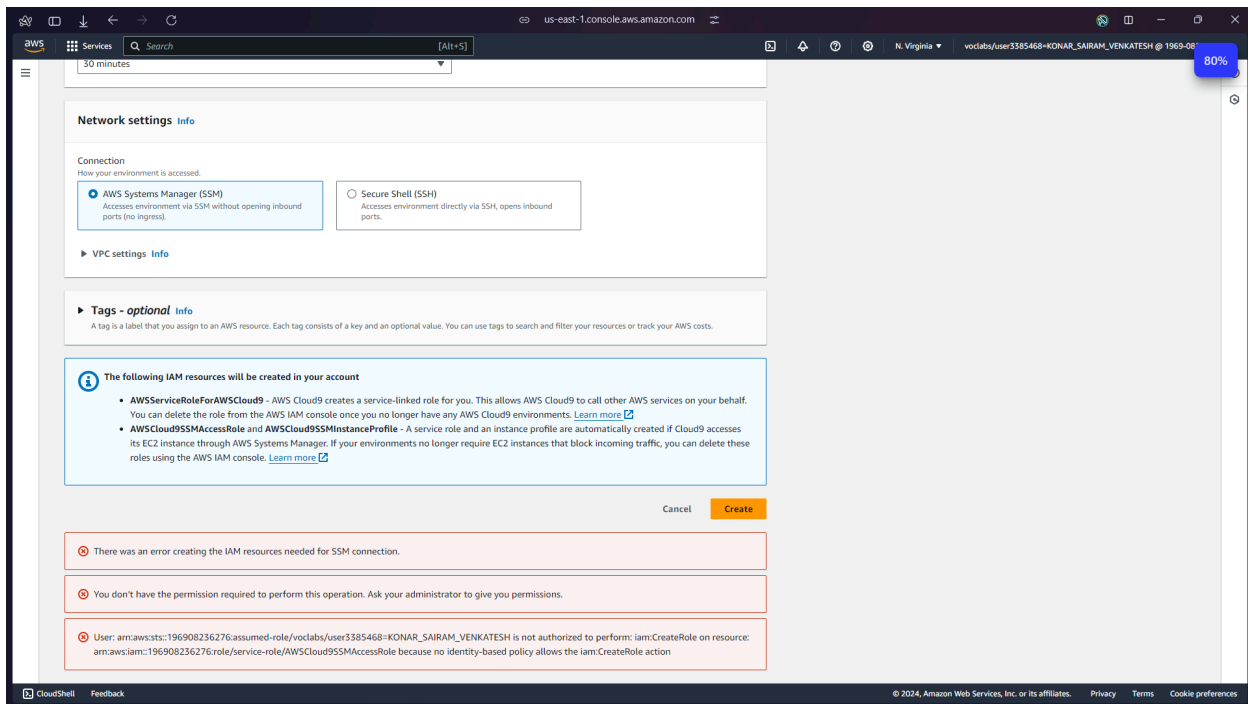 us-east-1.console.aws.amazon.com
aws
Services
Search
[Alt+S]
N. Virginia ▼
voclabs/user3385468=KONAR_SAIRAM_VENKATESH @ 1969-08
80%
30 minutes
Network settings Info
Connection
How your environment is accessed.
AWS Systems Manager (SSM)
Accesses environment via SSM without opening inbound
ports (no ingress).
Secure Shell (SSH)
Accesses environment directly via SSH, opens inbound
ports.
VPC settings Info
Tags - optional Info
A tag is a label that you assign to an AWS resource. Each tag consists of a key and an optional value. You can use tags to search and filter your resources or track your AWS costs.
The following IAM resources will be created in your account
• AWSServiceRoleForAWSCloud9 - AWS Cloud9 creates a service-linked role for you. This allows AWS Cloud9 to call other AWS services on your behalf.
You can delete the role from the AWS IAM console once you no longer have any AWS Cloud9 environments. Learn more
• AWSCloud9SSMAccessRole and AWSCloud9SSMInstanceProfile - A service role and an instance profile are automatically created if Cloud9 accesses
its EC2 instance through AWS Systems Manager. If your environments no longer require EC2 instances that block incoming traffic, you can delete these
roles using the AWS IAM console. Learn more
Cancel
Create
There was an error creating the IAM resources needed for SSM connection.
You don't have the permission required to perform this operation. Ask your administrator to give you permissions.
User: arn:aws:sts::196908236276:assumed-role/voclabs/user3385468=KONAR_SAIRAM_VENKATESH is not authorized to perform: iam:CreateRole on resource:
arn:aws:iam::196908236276:role/service-role/AWSCloud9SSMAccessRole because no identity-based policy allows the iam:CreateRole action
CloudShell
Feedback
© 2024, Amazon Web Services, Inc. or its affiliates.
Privacy
Terms
Cookie preferences